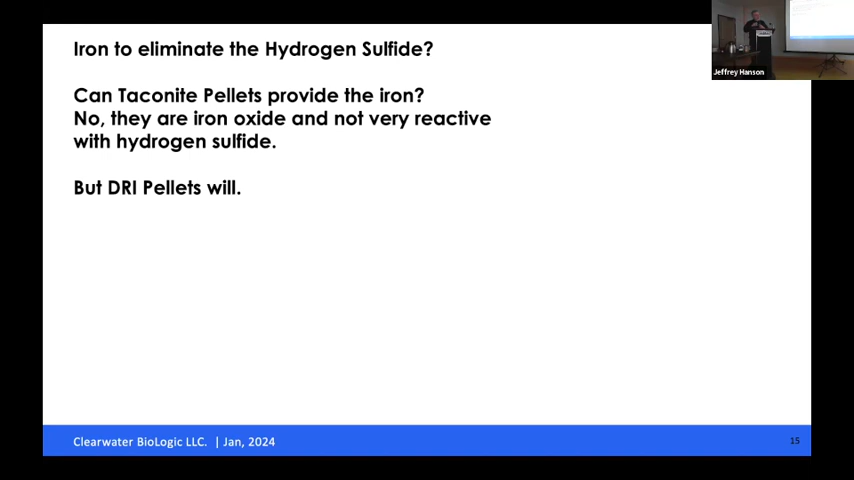 Iron to eliminate the Hydrogen Sulfide?
Can Taconite Pellets provide the iron?
No, they are iron oxide and not very reactive
with hydrogen sulfide.
But DRI Pellets will.
Clearwater BioLogic LLC. | Jan, 2024
15
Jeffrey Hanson